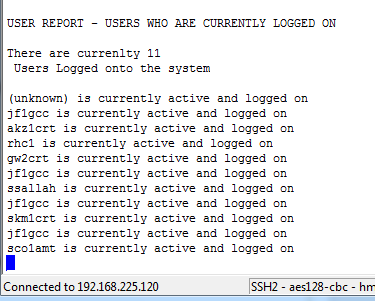 USER REPORT - USERS WHO ARE CURRENTLY LOGGED ON
There are currenlty 11
Users Logged onto the system
(unknown) is currently active and logged on
jf1gcc is currently active and logged on
akz1crt is currently active and logged on
rhc1 is currently active and logged on
gw2crt is currently active and logged on
jf1gcc is currently active and logged on
ssallah is currently active and logged on
jf1gcc is currently active and logged on
skm1crt is currently active and logged on
jf1gcc is currently active and logged on
sco1amt is currently active and logged on
Connected to 192.168.225.120 SSH2 - aes128-cbc - hm